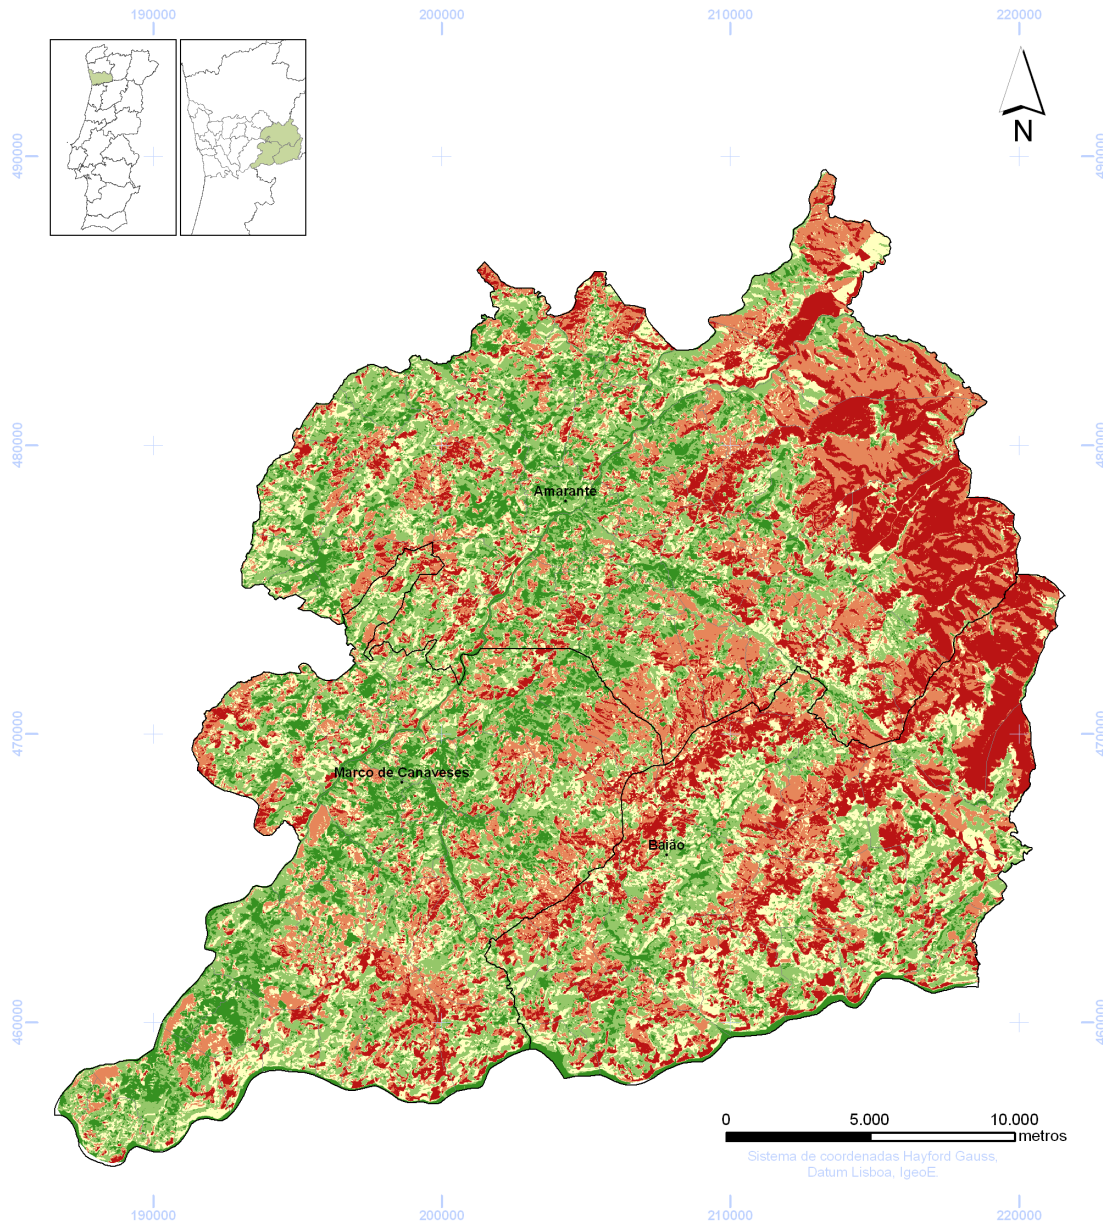 190000
200000
210000
220000
N
490000
490000
480000
480000
Amarante
470000
470000
Marco de Canaveses
Baião
460000
460000
0
5.000
10.000
metros
Sistema de coordenadas Hayford Gauss,
Datum Lisboa, IgeoE.
190000
200000
210000
220000